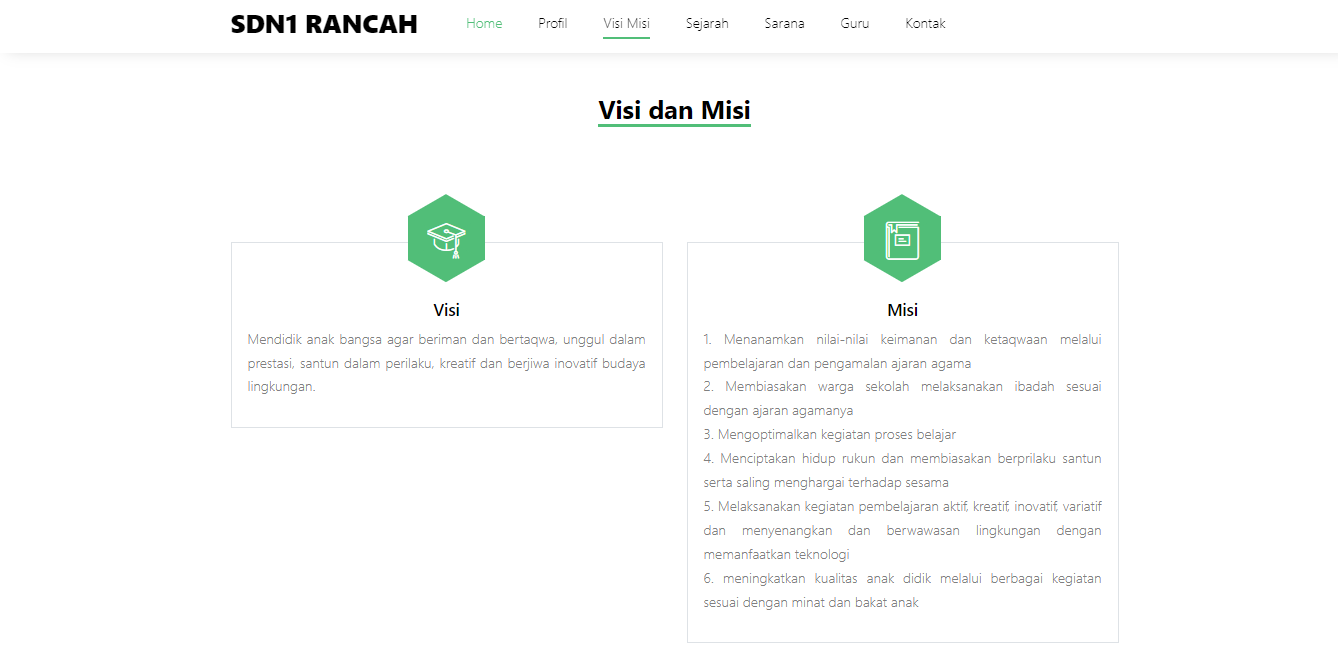 SDN1 RANCAH
Home Profil Visi Misi Sejarah Sarana Guru Kontak
Visi dan Misi
Visi
Mendidik anak bangsa agar beriman dan bertaqwa, unggul dalam
prestasi, santun dalam perilaku, kreatif dan berjiwa inovatif budaya
lingkungan.
Misi
1. Menanamkan nilai-nilai keimanan dan ketaqwaan melalui
pembelajaran dan pengamalan ajaran agama
2. Membiasakan warga sekolah melaksanakan ibadah sesuai
dengan ajaran agamanya
3. Mengoptimalkan kegiatan proses belajar
4. Menciptakan hidup rukun dan membiasakan berprilaku santun
serta saling menghargai terhadap sesama
5. Melaksanakan kegiatan pembelajaran aktif, kreatif, inovatif, variatif
dan menyenangkan dan berwawasan lingkungan dengan
memanfaatkan teknologi
6. meningkatkan kualitas anak didik melalui berbagai kegiatan
sesuai dengan minat dan bakat anak